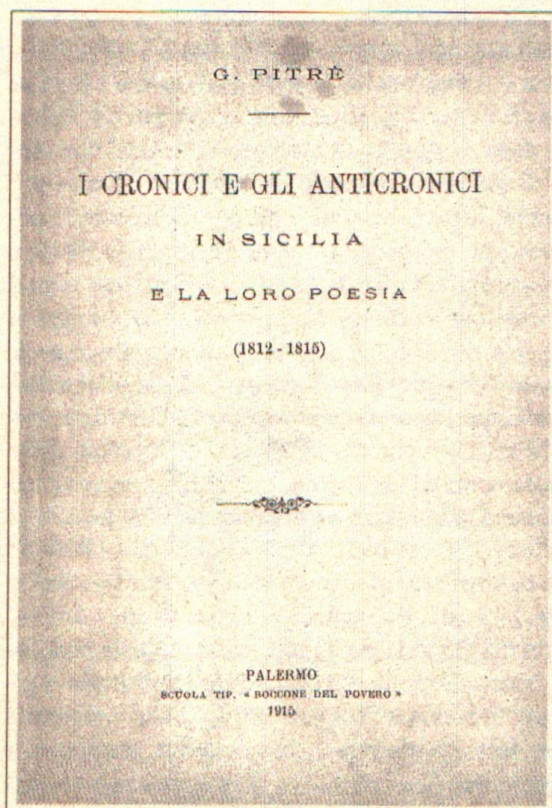 G. PITRÈ
I CRONICI E GLI ANTICRONICI
IN SICILIA
E LA LORO POESIA
(1812 - 1815)
PALERMO
SCUOLA TIP. « BOCCONE DEL POVERO »
1915